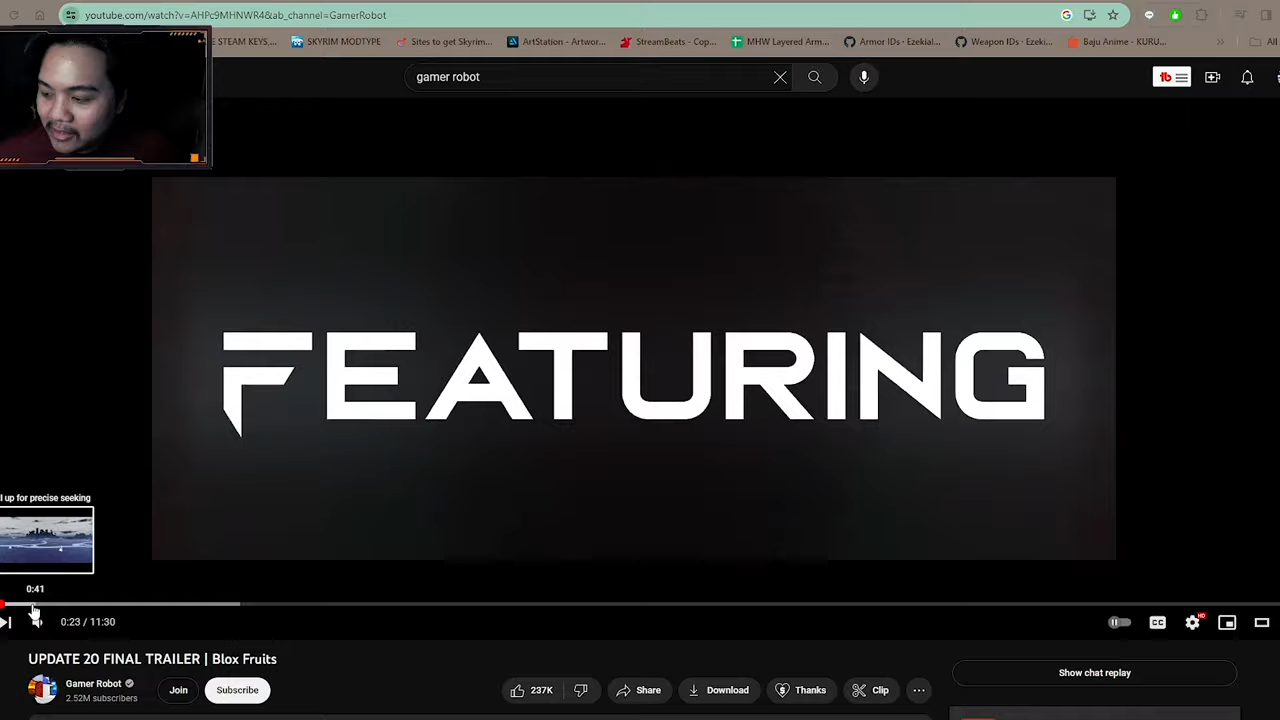 youtube.com/watch?v=AHPc9MHNWR4&ab_channel=GamerRobot
E STEAM KEYS,... SKYRIM MODTYPE Sites to get Skyrim... ArtStation - Artwor... StreamBeats - Cop... MHW Layered Arm... Armor IDs · Ezekial... Weapon IDs · Ezeki... Baju Anime - KURU... » All
gamer robot
FEATURING
l up for precise seeking
0:41
0:23 / 11:30
CC
HD
UPDATE 20 FINAL TRAILER | Blox Fruits
Gamer Robot
2.52M subscribers
Join
Subscribe
237K
Share
Download
Thanks
Clip
Show chat replay